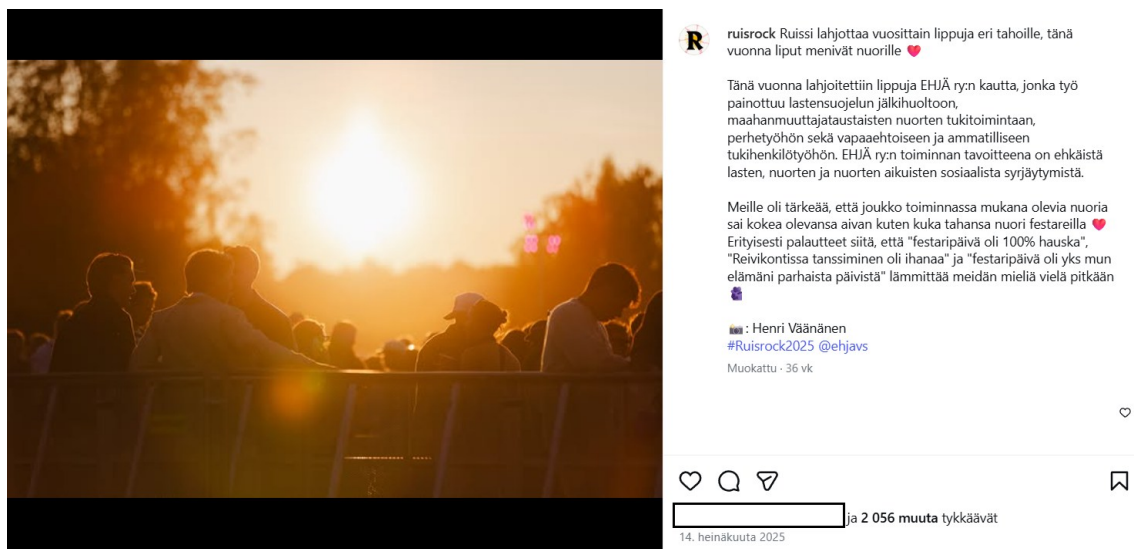 ruisrock Ruissi lahjottaa vuosittain lippuja eri tahoille, tänä
vuonna liput menivät nuorille ❤️
Tänä vuonna lahjoitettiin lippuja EHJÄ ry:n kautta, jonka työ
painottuu lastensuojelun jälkihuoltoon,
maahanmuuttajataustaisten nuorten tukitoimintaan,
perhetyöhön sekä vapaaehtoiseen ja ammatilliseen
tukihenkilötyöhön. EHJÄ ry:n toiminnan tavoitteena on ehkäistä
lasten, nuorten ja nuorten aikuisten sosiaalista syrjäytymistä.
Meille oli tärkeää, että joukko toiminnassa mukana olevia nuoria
sai kokea olevansa aivan kuten kuka tahansa nuori festareilla ❤️
Erityisesti palautteet siitä, että "festaripäivä oli 100% hauska",
"Reivikontissa tanssiminen oli ihanaa" ja "festaripäivä oli yks mun
elämäni parhaista päivistä" lämmittää meidän mieliä vielä pitkään
📸: Henri Väänänen
#Ruisrock2025 @ehjavs
Muokattu · 36 vk
ja 2 056 muuta tykkäävät
14. heinäkuuta 2025